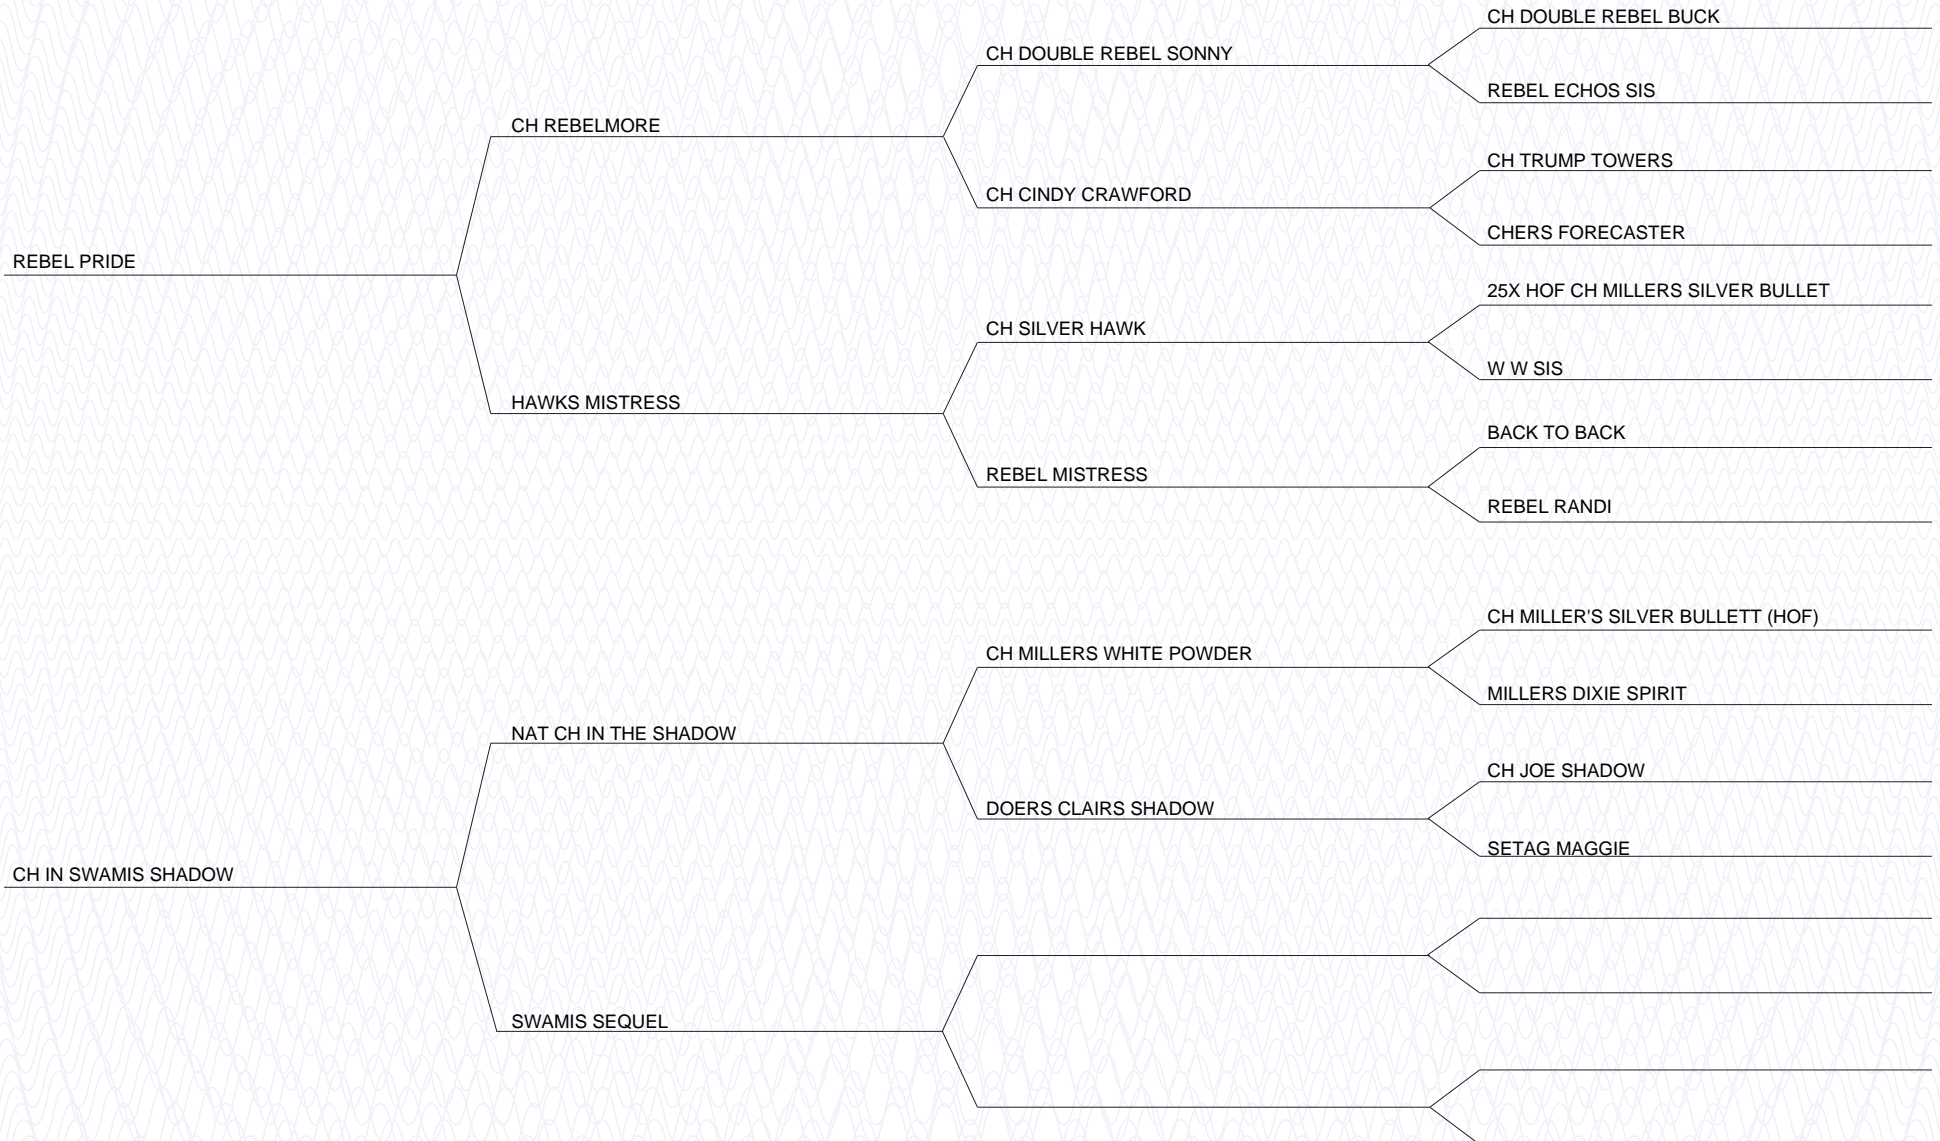 CH DOUBLE REBEL BUCK
CH DOUBLE REBEL SONNY
REBEL ECHOS SIS
CH REBELMORE
CH TRUMP TOWERS
CH CINDY CRAWFORD
CHERS FORECASTER
REBEL PRIDE
25X HOF CH MILLERS SILVER BULLET
CH SILVER HAWK
W W SIS
HAWKS MISTRESS
BACK TO BACK
REBEL MISTRESS
REBEL RANDI
CH MILLER'S SILVER BULLETT (HOF)
CH MILLERS WHITE POWDER
MILLERS DIXIE SPIRIT
NAT CH IN THE SHADOW
CH JOE SHADOW
DOERS CLAIRS SHADOW
SETAG MAGGIE
CH IN SWAMIS SHADOW
SWAMIS SEQUEL